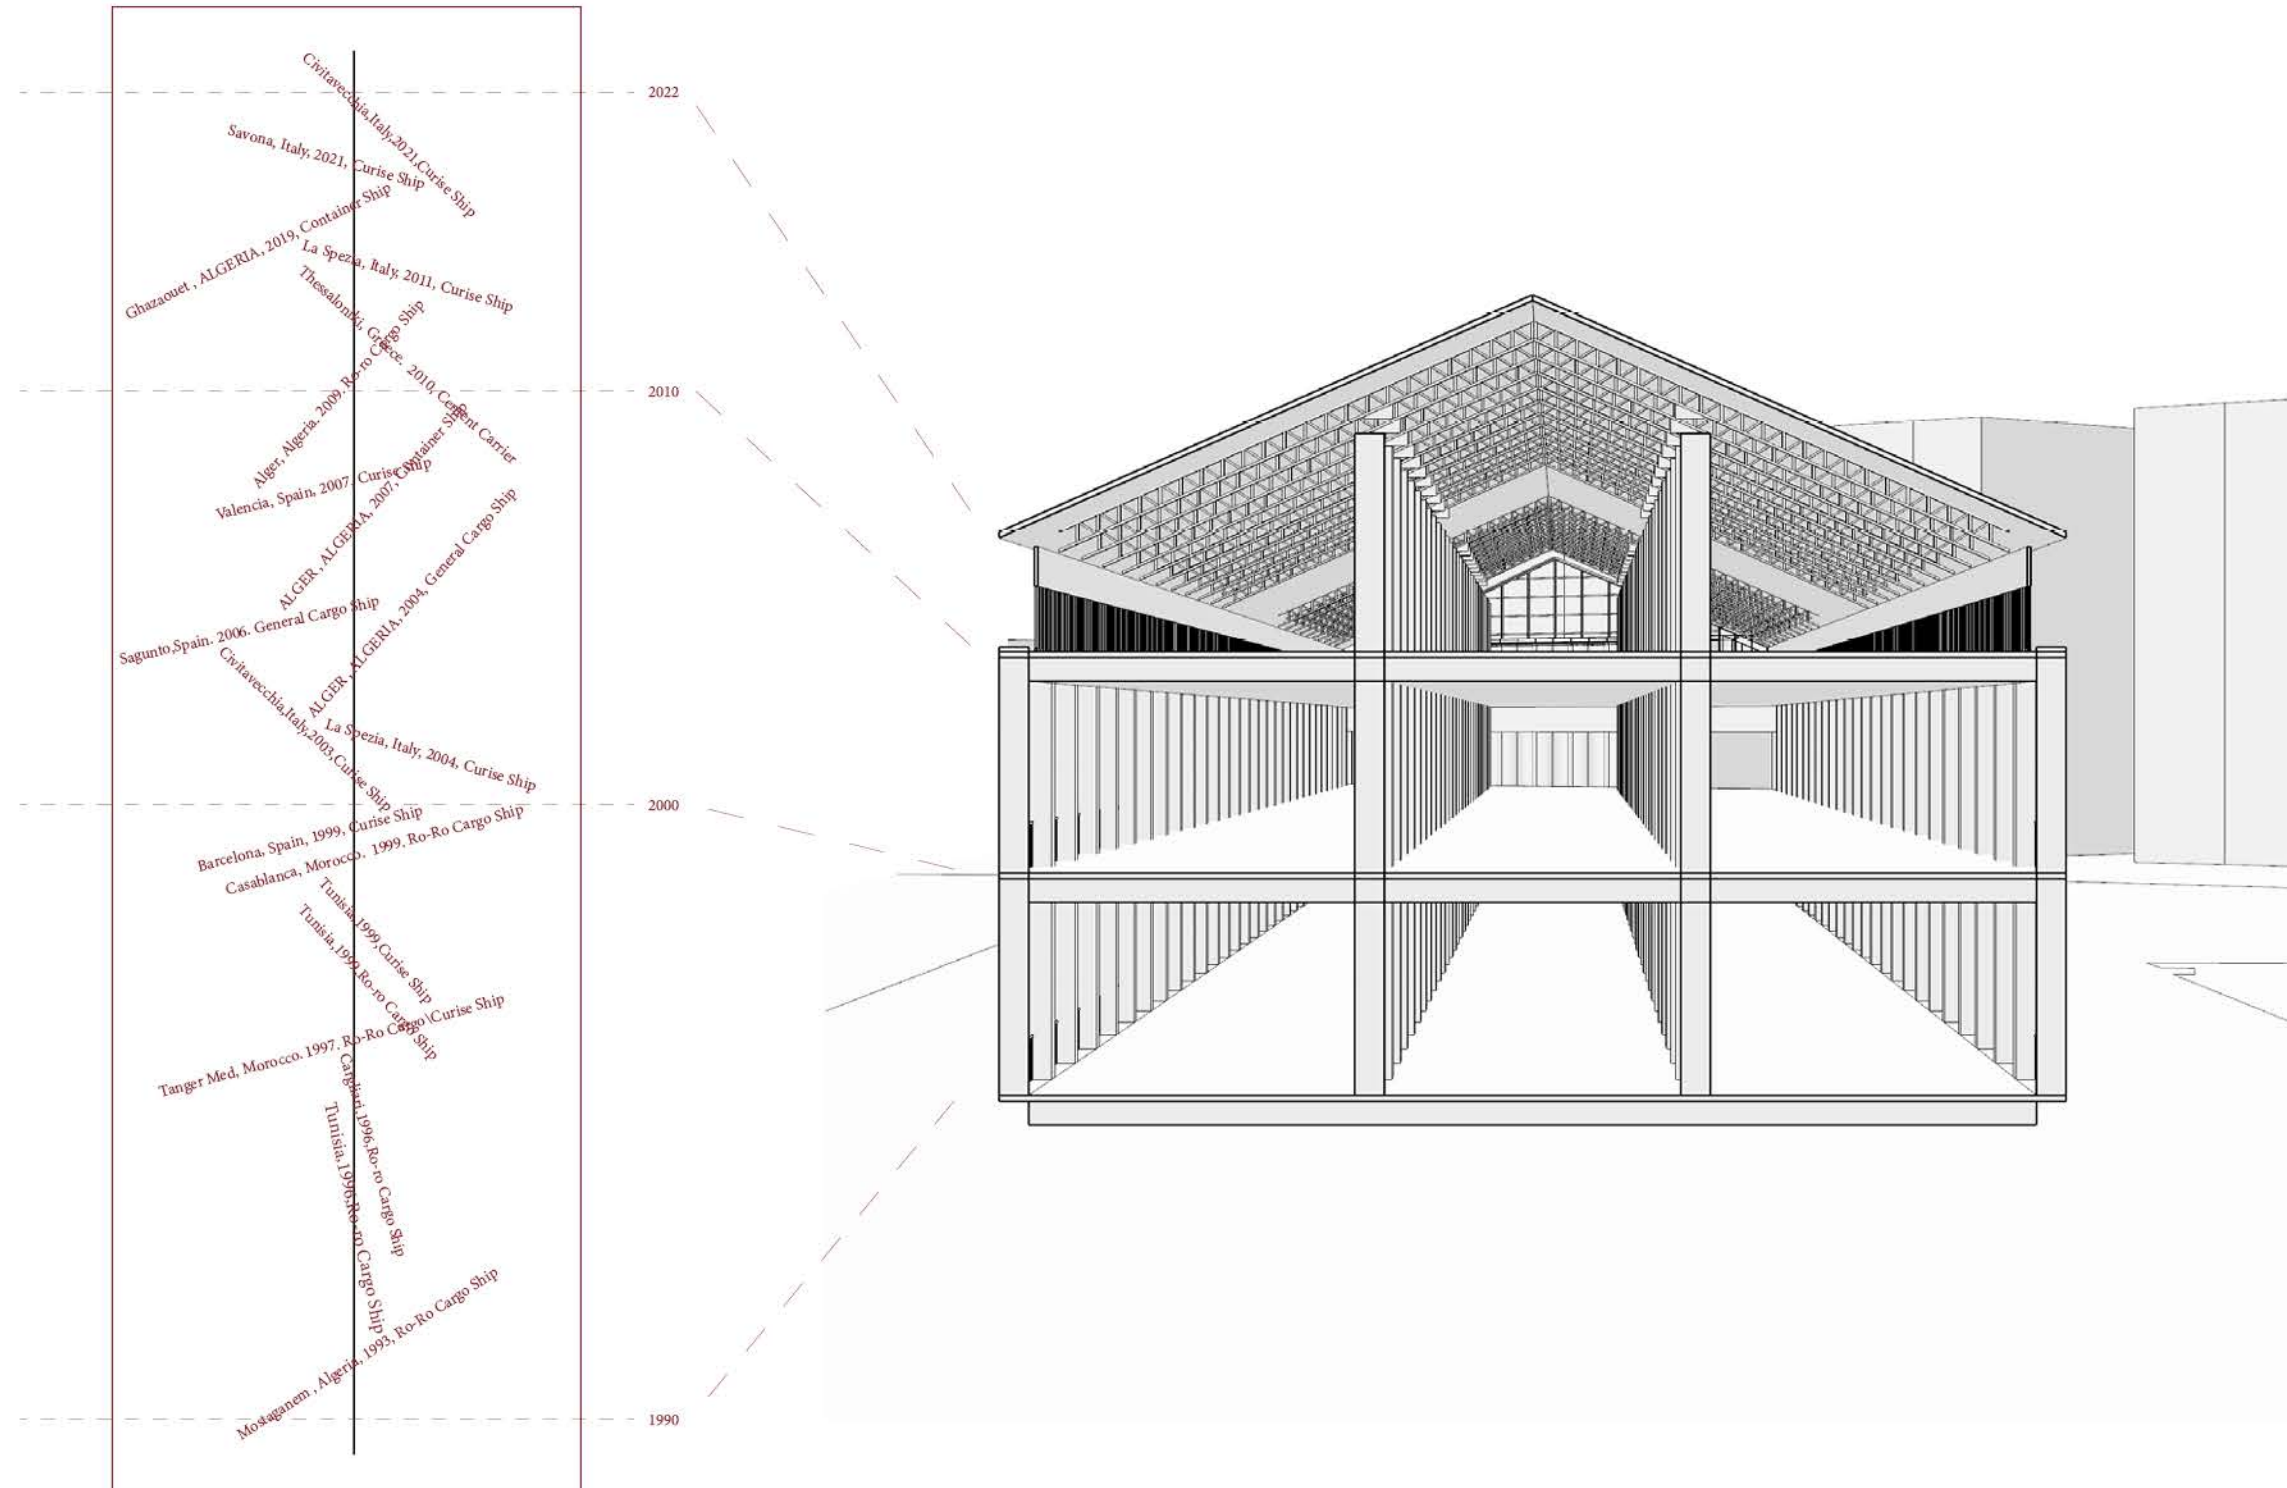 Civitavecchia,Italy,2021,Curise Ship
2022
Savona, Italy, 2021, Curise Ship
Ghazaouet , ALGERIA, 2019, Container Ship
La Spezia, Italy, 2011, Curise Ship
Thessaloniki, Greece. 2010, Cement Carrier
Alger, Algeria. 2009. Ro-ro Cargo Ship
2010
Valencia, Spain, 2007. Curise Ship
ALGER , ALGERIA, 2007, Container Ship
ALGER , ALGERIA, 2004, General Cargo Ship
Sagunto,Spain. 2006. General Cargo Ship
Civitavecchia,Italy,2003,Curise Ship
La Spezia, Italy, 2004, Curise Ship
2000
Barcelona, Spain, 1999, Curise Ship
Casablanca, Morocco. 1999. Ro-Ro Cargo Ship
Tunisia,1999,Curise Ship
Tunisia,1999,Ro-ro Cargo Ship
Tanger Med, Morocco. 1997. Ro-Ro Cargo\Curise Ship
Cargliari,1996,Ro-ro Cargo Ship
Tunisia,1996,Ro-ro Cargo Ship
Mostaganem , Algeria, 1993, Ro-Ro Cargo Ship
1990